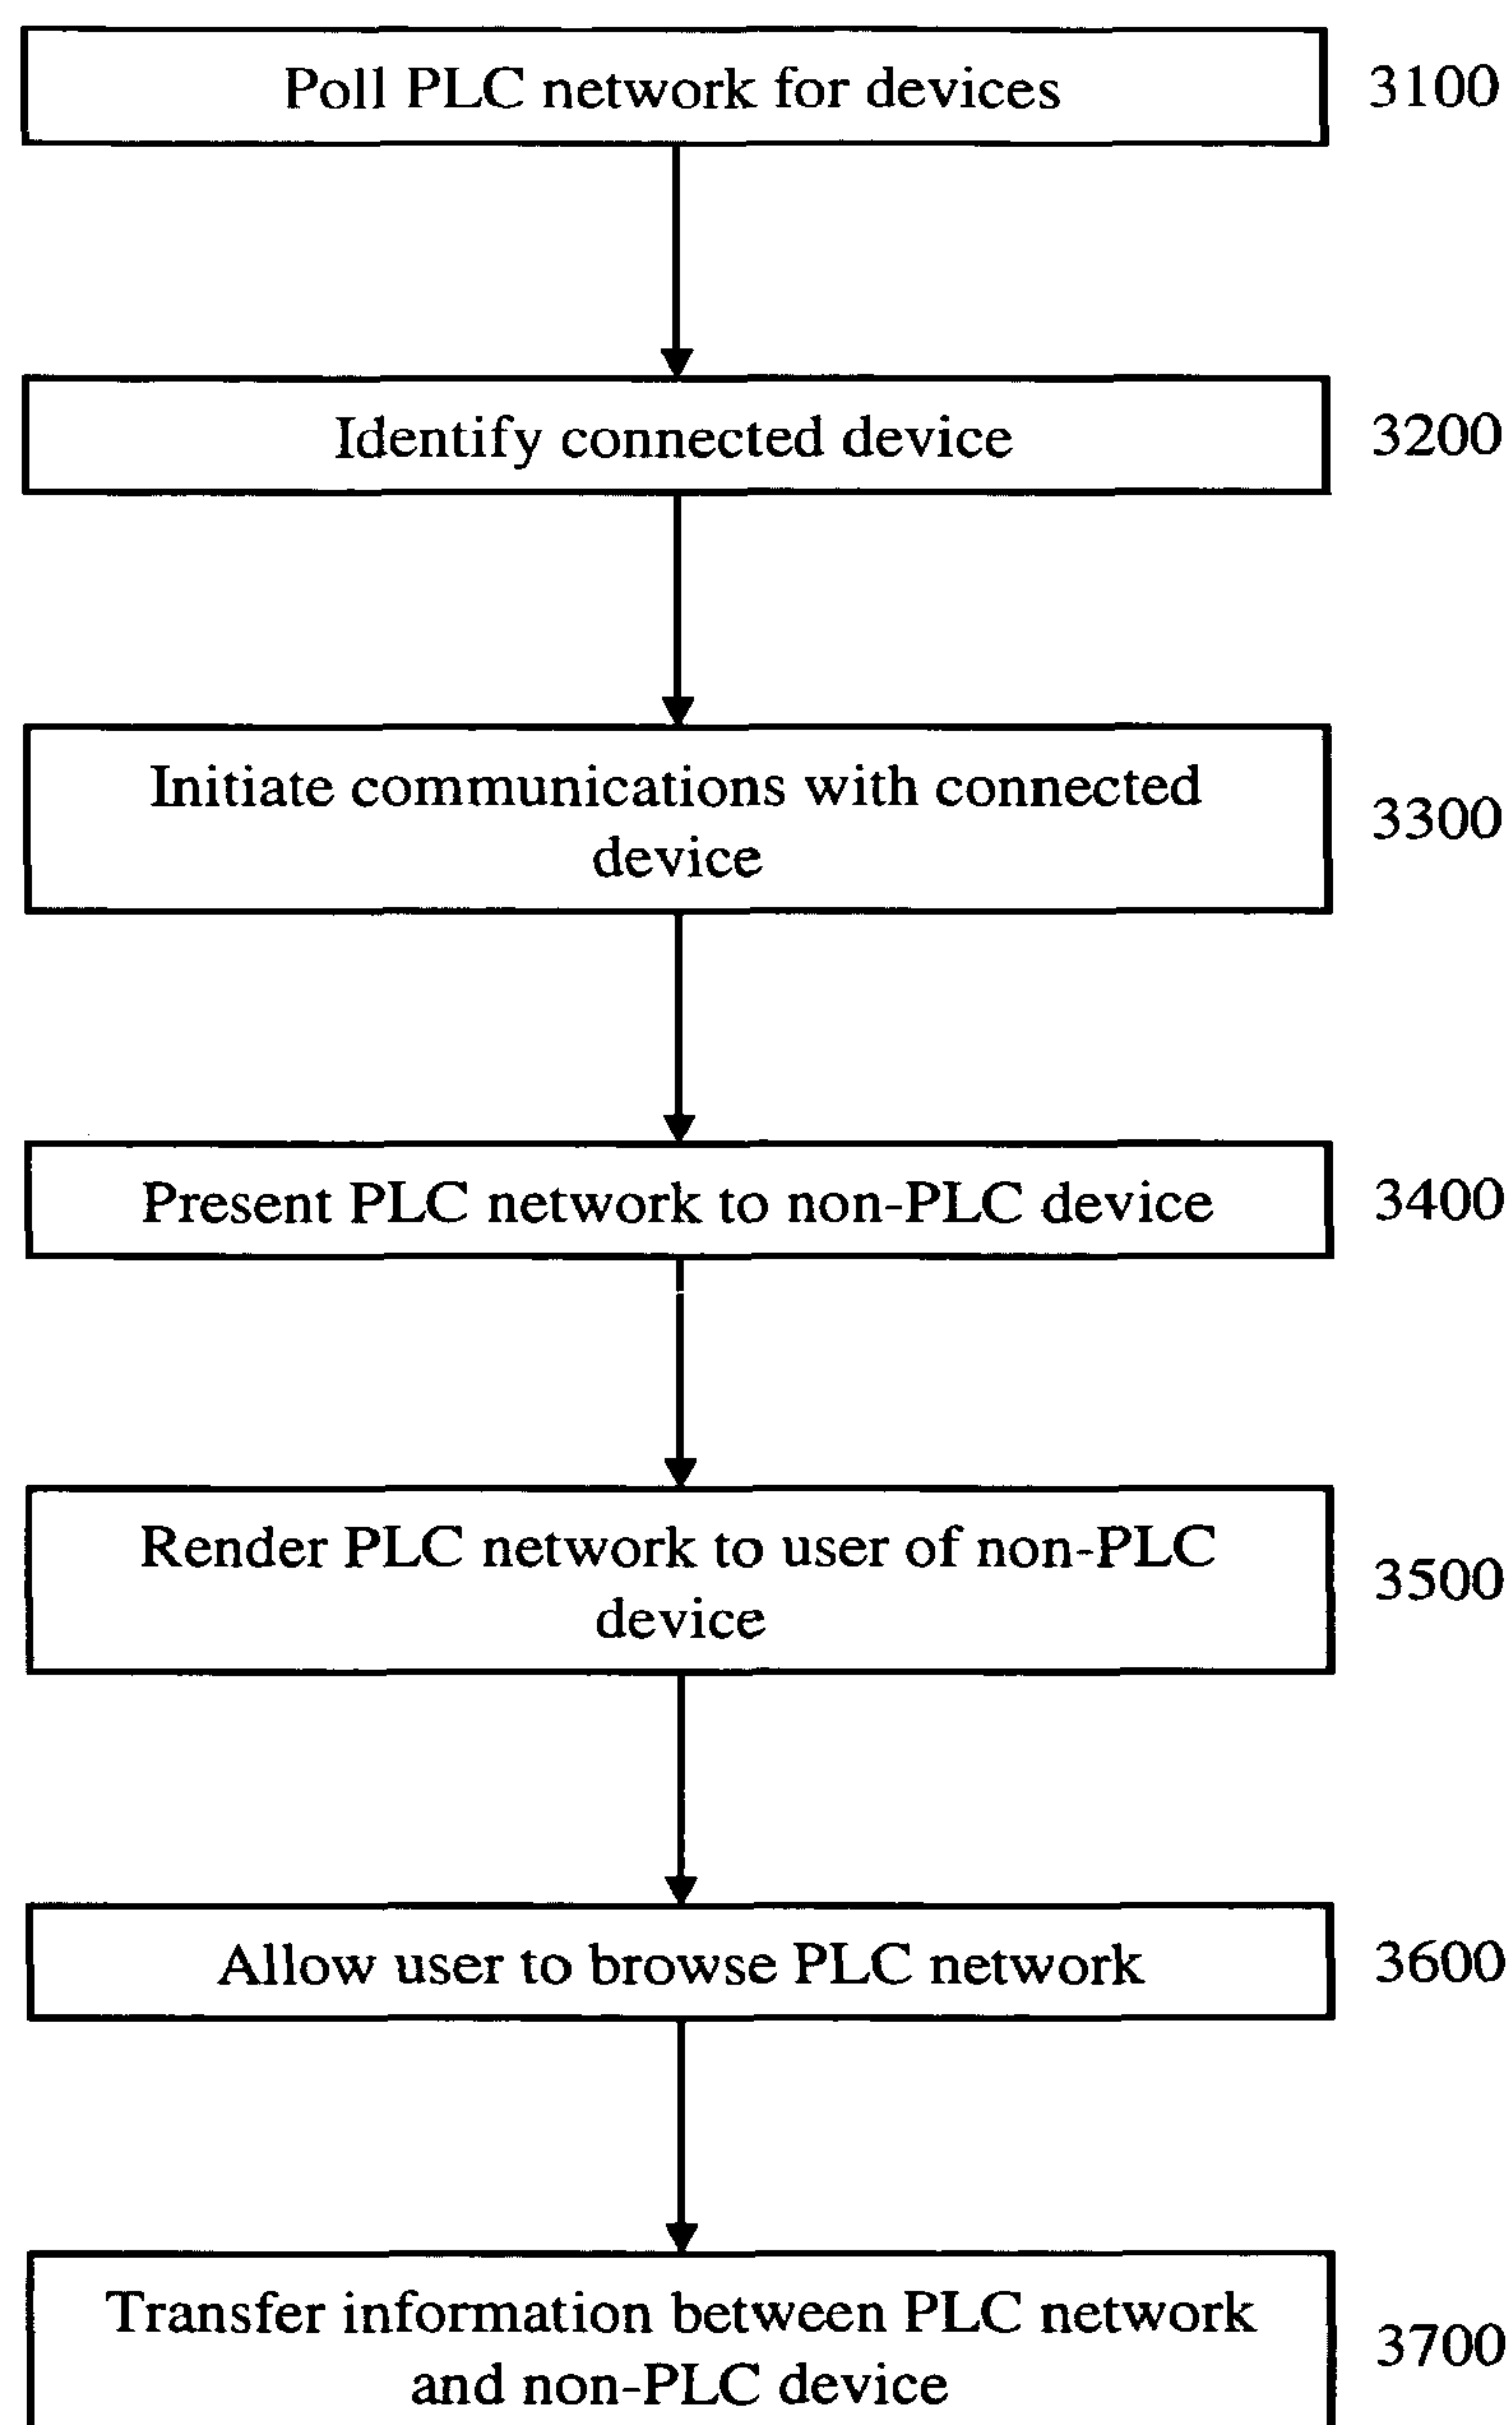 Poll PLC network for devices
3100
Identify connected device
3200
Initiate communications with connected
device
3300
Present PLC network to non-PLC device
3400
Render PLC network to user of non-PLC
device
3500
Allow user to browse PLC network
3600
Transfer information between PLC network
and non-PLC device
3700